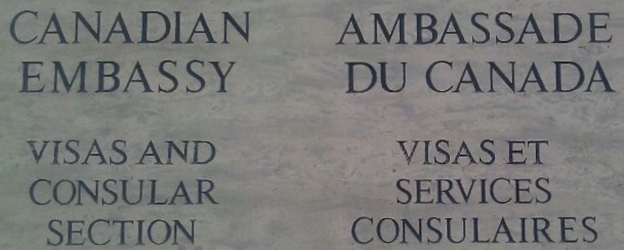 CANADIAN
EMBASSY
VISAS AND
CONSULAR
SECTION
AMBASSADE
DU CANADA
VISAS ET
SERVICES
CONSULAIRES